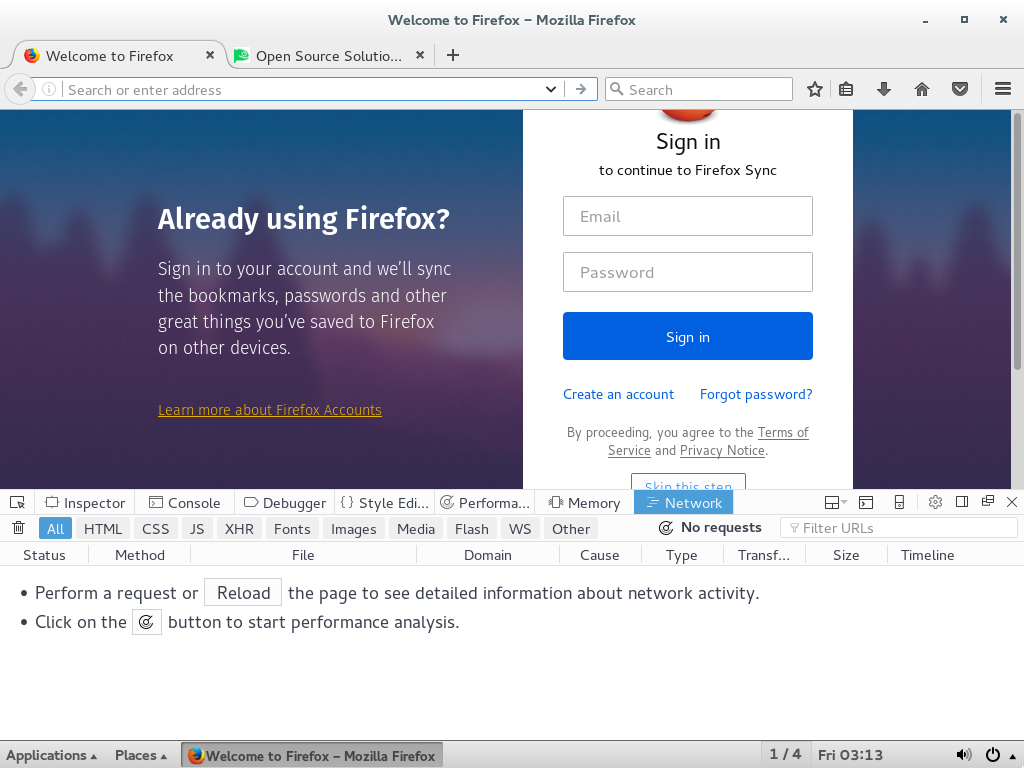 Welcome to Firefox – Mozilla Firefox
Welcome to Firefox
Open Source Solutio...
Search or enter address
Search
Already using Firefox?
Sign in to your account and we’ll sync
the bookmarks, passwords and other
great things you’ve saved to Firefox
on other devices.
Learn more about Firefox Accounts
Sign in
to continue to Firefox Sync
Email
Password
Sign in
Create an account Forgot password?
By proceeding, you agree to the Terms of
Service and Privacy Notice.
Skip this step
Inspector Console Debugger Style Edi... Performa... Memory Network
All HTML CSS JS XHR Fonts Images Media Flash WS Other No requests Filter URLs
Status Method File Domain Cause Type Transf... Size Timeline
• Perform a request or Reload the page to see detailed information about network activity.
• Click on the button to start performance analysis.
Applications Places Welcome to Firefox – Mozilla Firefox 1 / 4 Fri 03:13